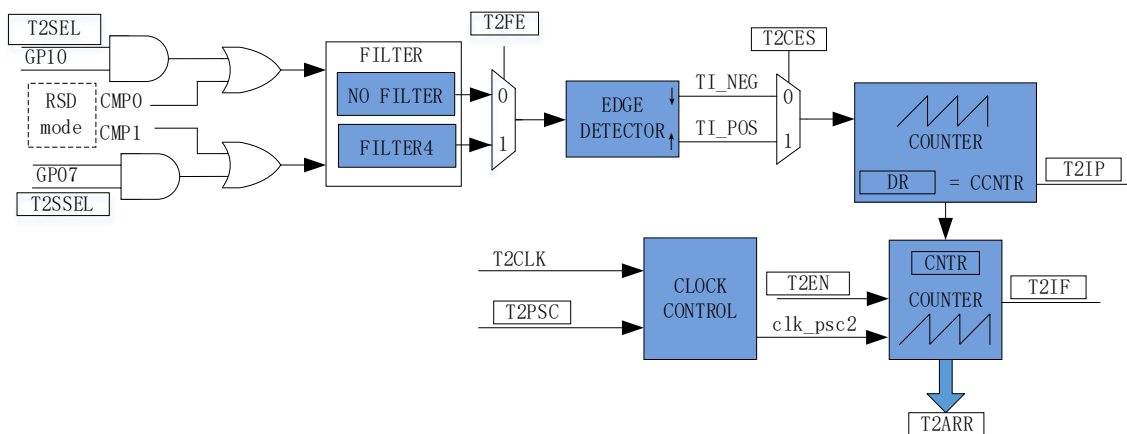 T2SEL
GP10
RSD
mode
CMP0
CMP1
GP07
T2SSEL
FILTER
NO FILTER
FILTER4
T2FE
0
1
EDGE
DETECTOR
TI_NEG
TI_POS
T2CES
0
1
COUNTER
DR = CCNTR
T2IP
T2CLK
T2PSC
CLOCK
CONTROL
T2EN
clk_psc2
CNTR
COUNTER
T2IF
T2ARR